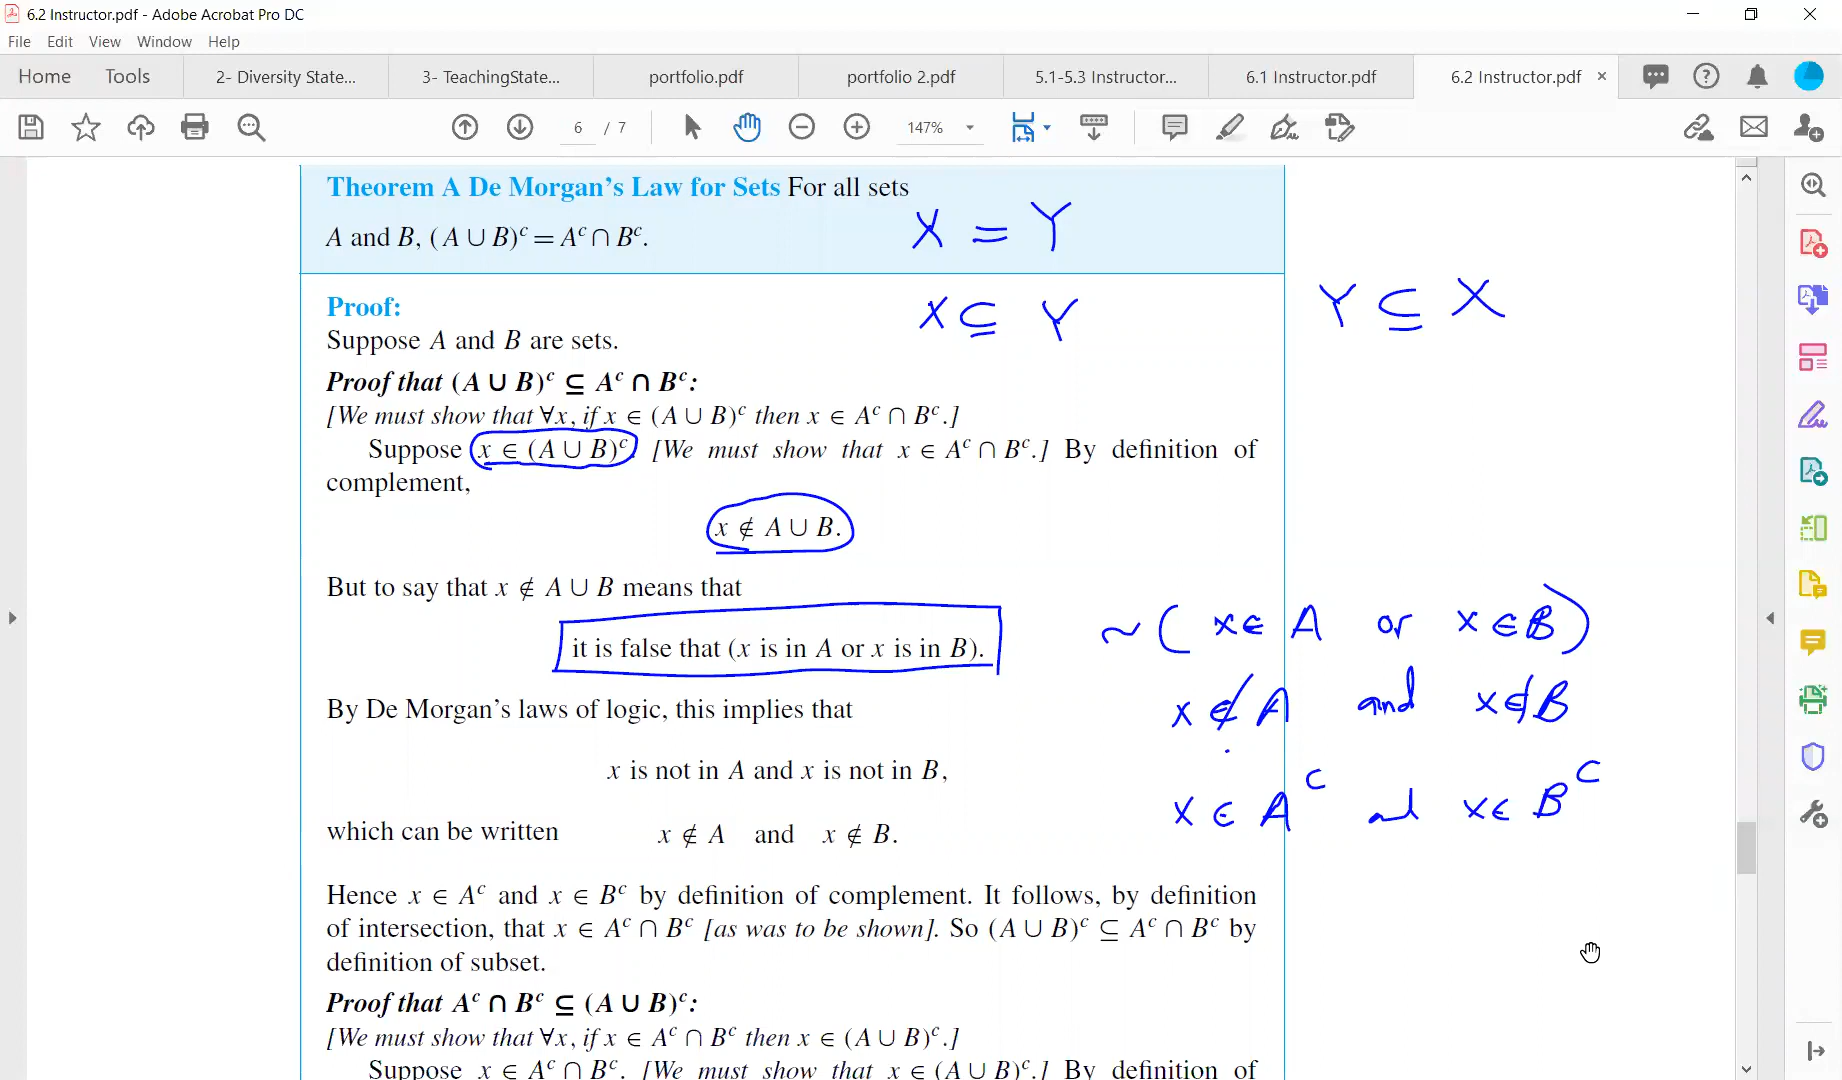 6.2 Instructor.pdf - Adobe Acrobat Pro DC
File Edit View Window Help
Home Tools 2- Diversity State... 3- TeachingState... portfolio.pdf portfolio 2.pdf 5.1-5.3 Instructor... 6.1 Instructor.pdf 6.2 Instructor.pdf ×
6 / 7 147%
Theorem A De Morgan's Law for Sets For all sets
A and B, (A ∪ B)ᶜ = Aᶜ ∩ Bᶜ.
X = Y
Proof:
X ⊆ Y Y ⊆ X
Suppose A and B are sets.
Proof that (A ∪ B)ᶜ ⊆ Aᶜ ∩ Bᶜ:
[We must show that ∀x, if x ∈ (A ∪ B)ᶜ then x ∈ Aᶜ ∩ Bᶜ.]
Suppose x ∈ (A ∪ B)ᶜ. [We must show that x ∈ Aᶜ ∩ Bᶜ.] By definition of
complement,
x ∉ A ∪ B.
But to say that x ∉ A ∪ B means that
it is false that (x is in A or x is in B).
~ ( x ∈ A or x ∈ B )
By De Morgan's laws of logic, this implies that
x ∉ A and x ∉ B
x is not in A and x is not in B,
x ∈ Aᶜ and x ∈ Bᶜ
which can be written x ∉ A and x ∉ B.
Hence x ∈ Aᶜ and x ∈ Bᶜ by definition of complement. It follows, by definition
of intersection, that x ∈ Aᶜ ∩ Bᶜ [as was to be shown]. So (A ∪ B)ᶜ ⊆ Aᶜ ∩ Bᶜ by
definition of subset.
Proof that Aᶜ ∩ Bᶜ ⊆ (A ∪ B)ᶜ:
[We must show that ∀x, if x ∈ Aᶜ ∩ Bᶜ then x ∈ (A ∪ B)ᶜ.]
Suppose x ∈ Aᶜ ∩ Bᶜ. [We must show that x ∈ (A ∪ B)ᶜ.] By definition of